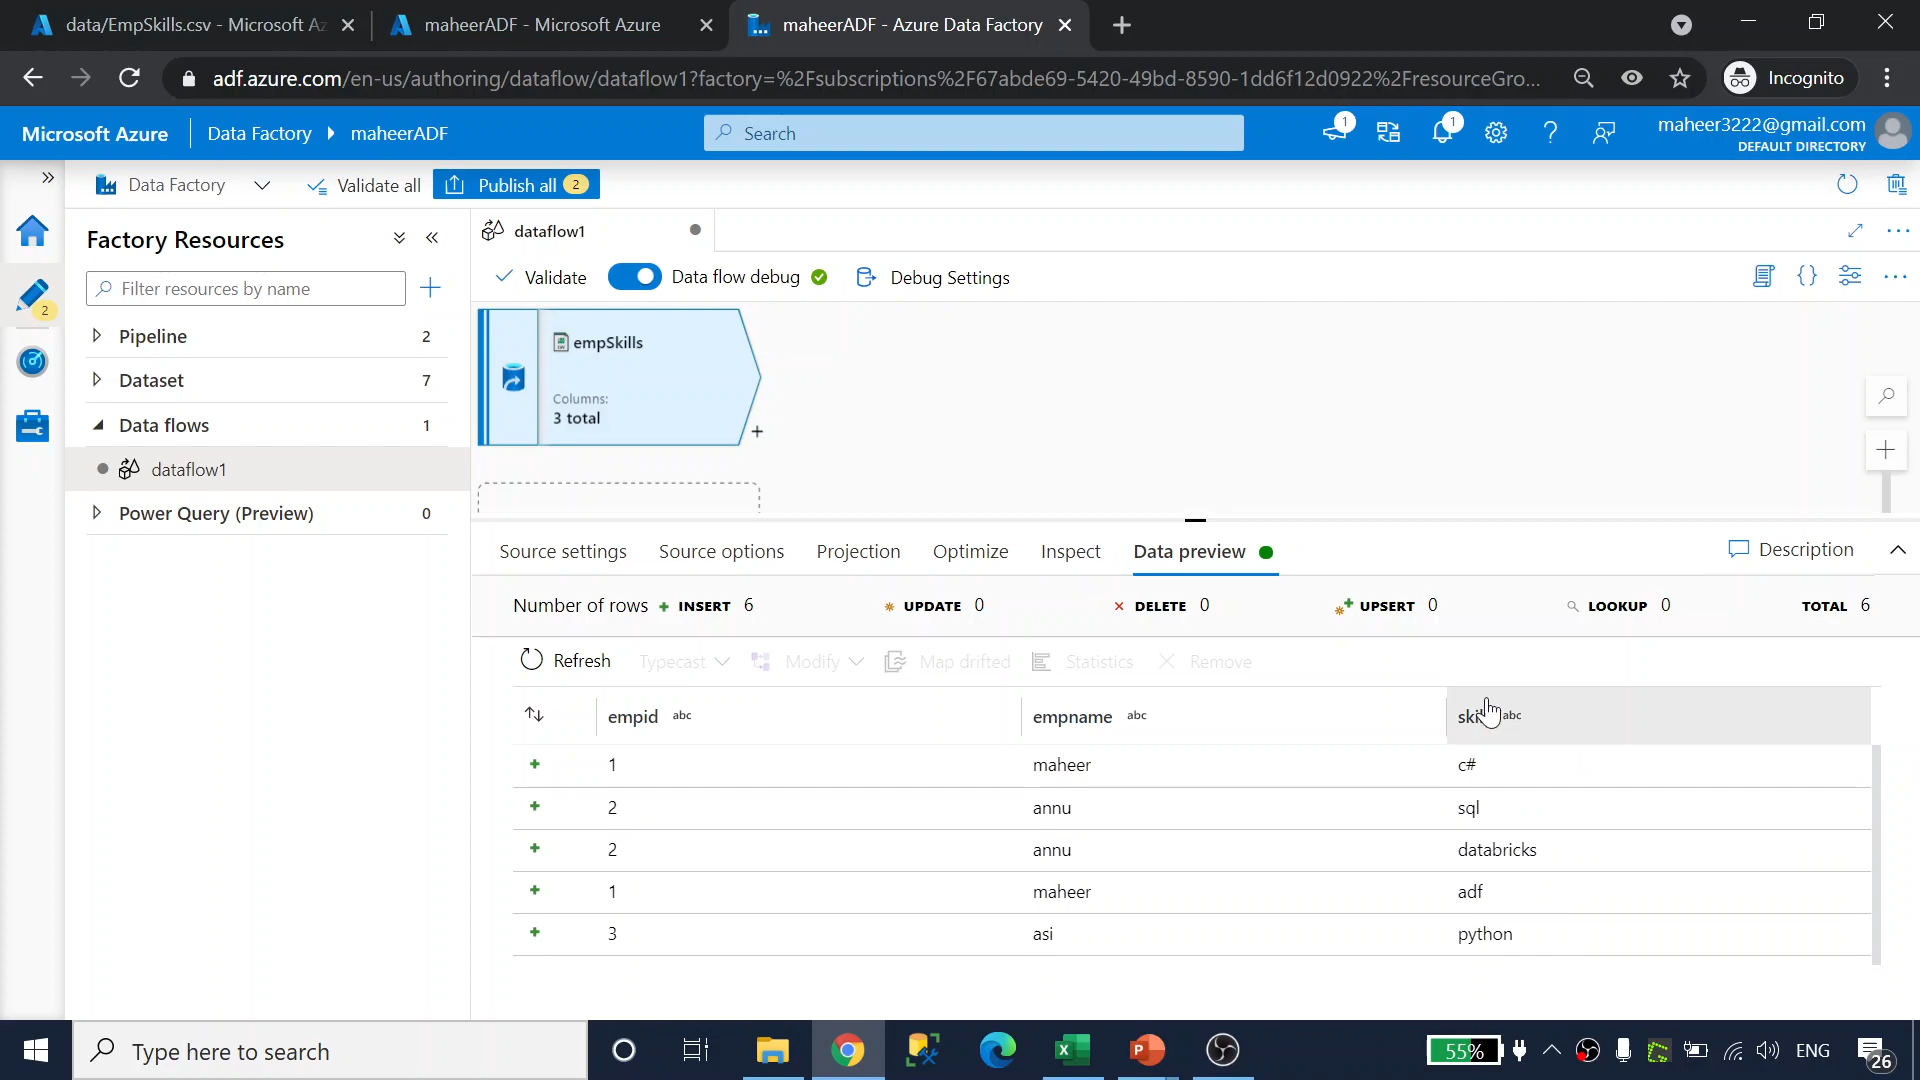 data/EmpSkills.csv - Microsoft Az
maheerADF - Microsoft Azure
maheerADF - Azure Data Factory
adf.azure.com/en-us/authoring/dataflow/dataflow1?factory=%2Fsubscriptions%2F67abde69-5420-49bd-8590-1dd6f12d0922%2FresourceGro...
Incognito
Microsoft Azure
Data Factory
maheerADF
Search
1
1
maheer3222@gmail.com
DEFAULT DIRECTORY
Data Factory
Validate all
Publish all 2
Factory Resources
Filter resources by name
2
Pipeline 2
Dataset 7
Data flows 1
dataflow1
Power Query (Preview) 0
dataflow1
Validate
Data flow debug
Debug Settings
empSkills
Columns:
3 total
Source settings
Source options
Projection
Optimize
Inspect
Data preview
Description
Number of rows
INSERT 6
UPDATE 0
DELETE 0
UPSERT 0
LOOKUP 0
TOTAL 6
Refresh
Typecast
Modify
Map drifted
Statistics
Remove
empid abc
empname abc
abc
1 maheer c#
2 annu sql
2 annu databricks
1 maheer adf
3 asi python
Type here to search
55%
ENG
26